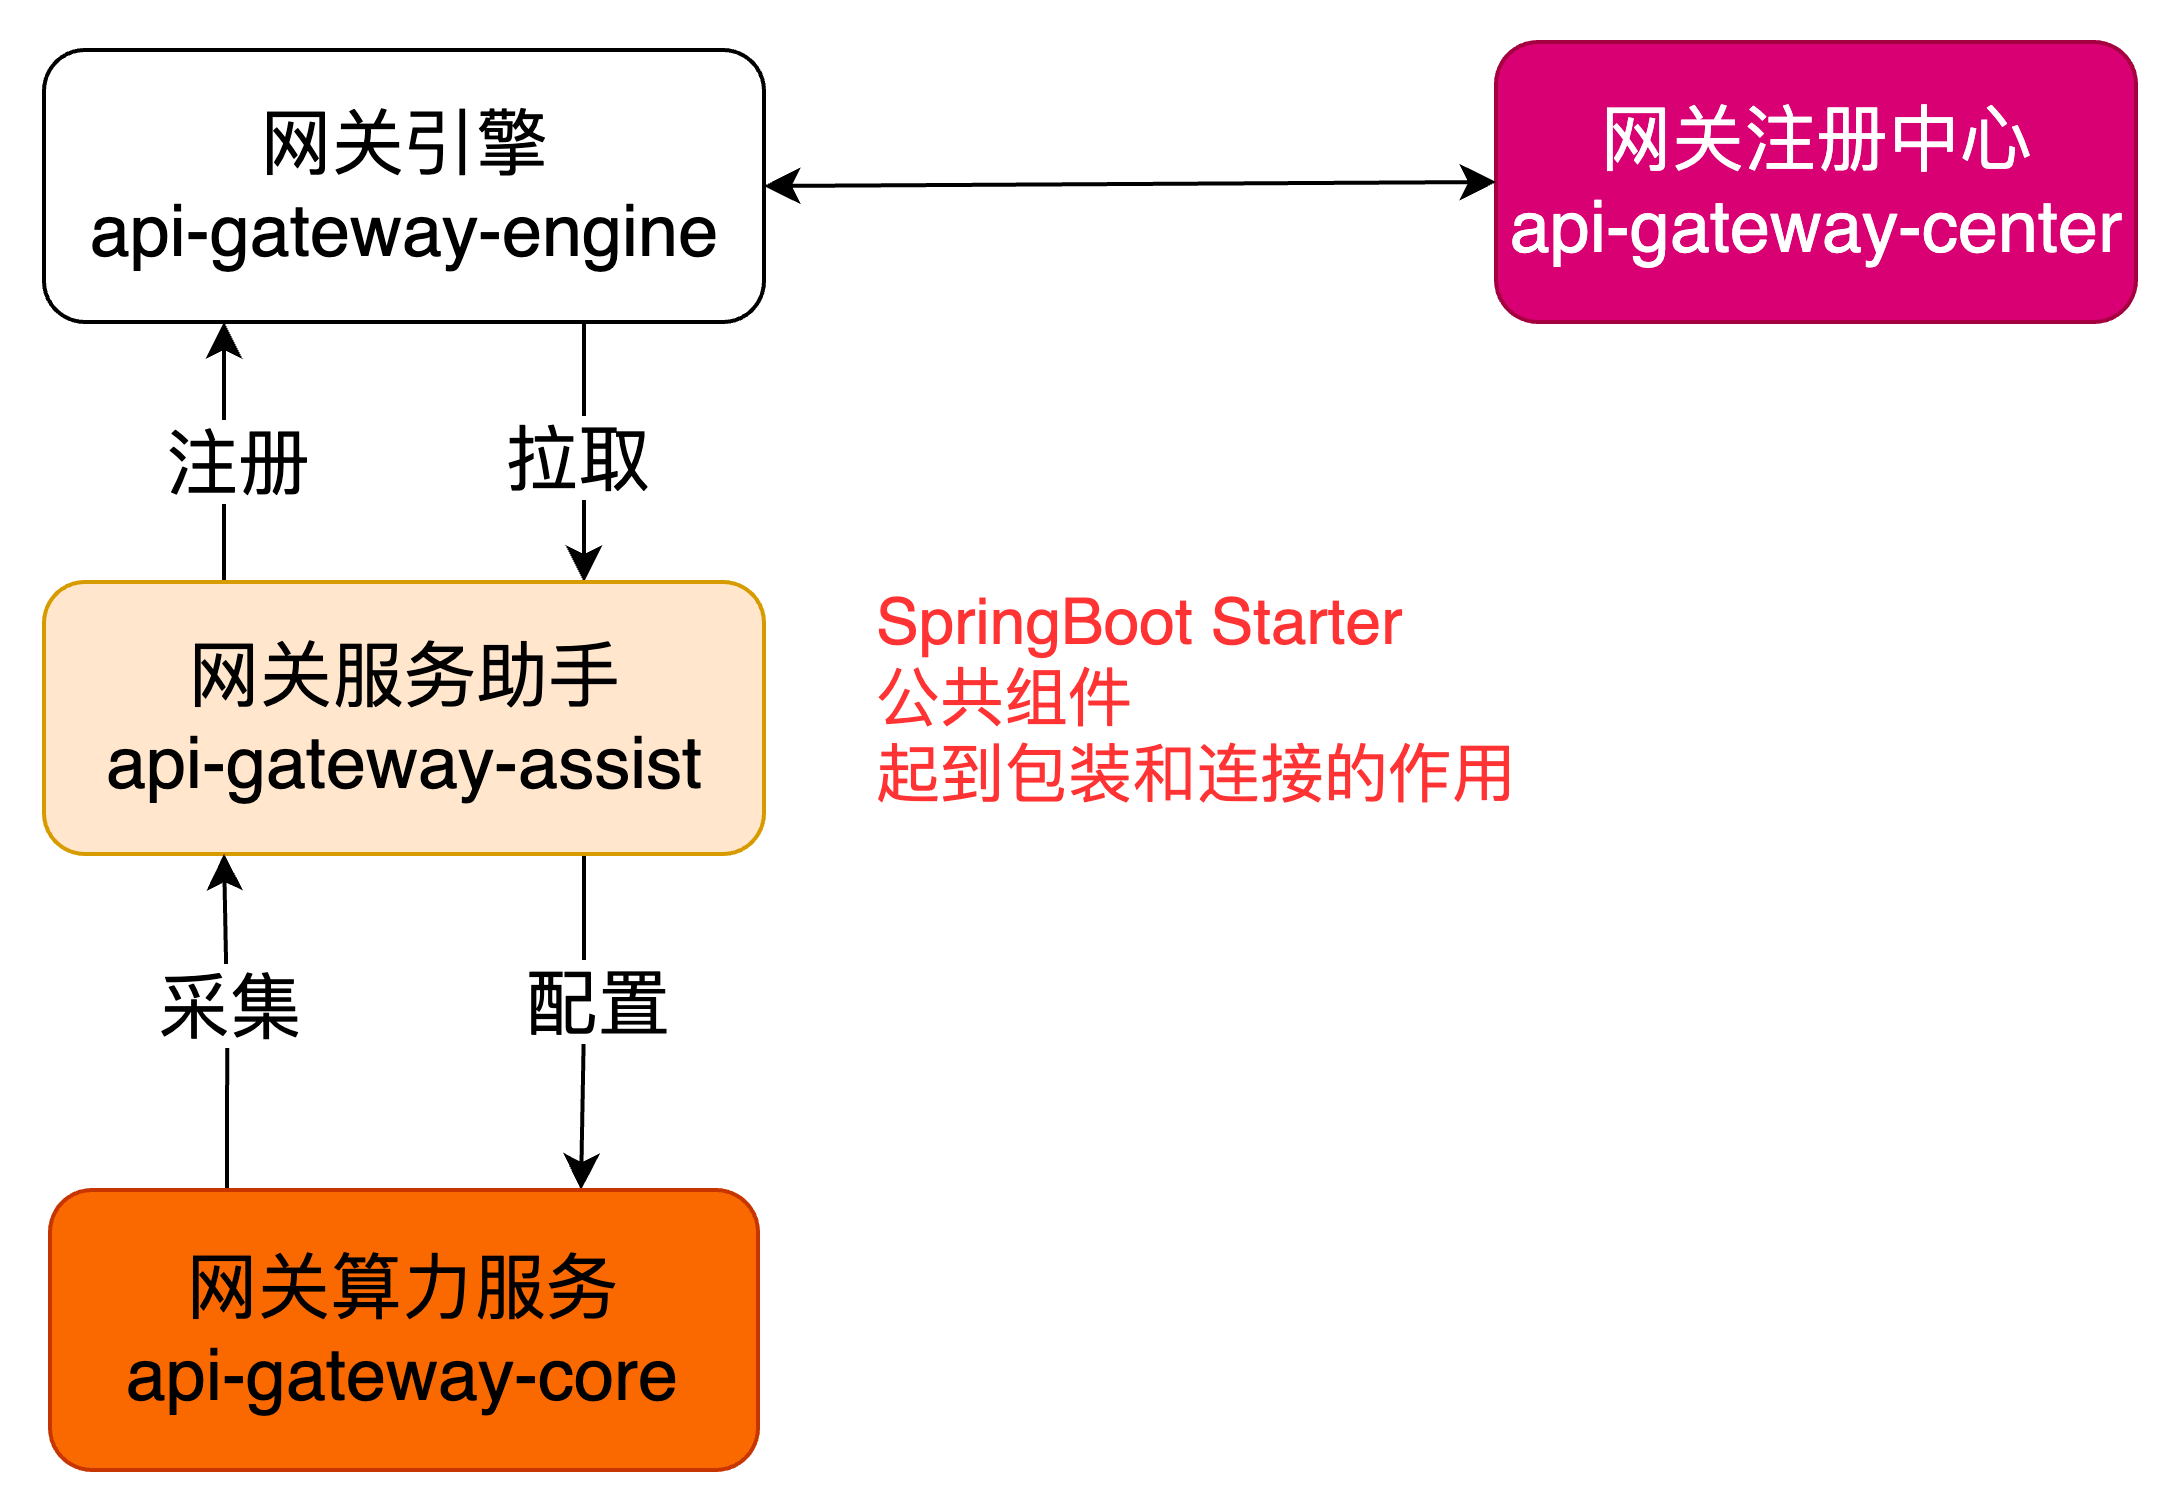 网关引擎
api-gateway-engine
网关注册中心
api-gateway-center
注册
拉取
网关服务助手
api-gateway-assist
SpringBoot Starter
公共组件
起到包装和连接的作用
采集
配置
网关算力服务
api-gateway-core